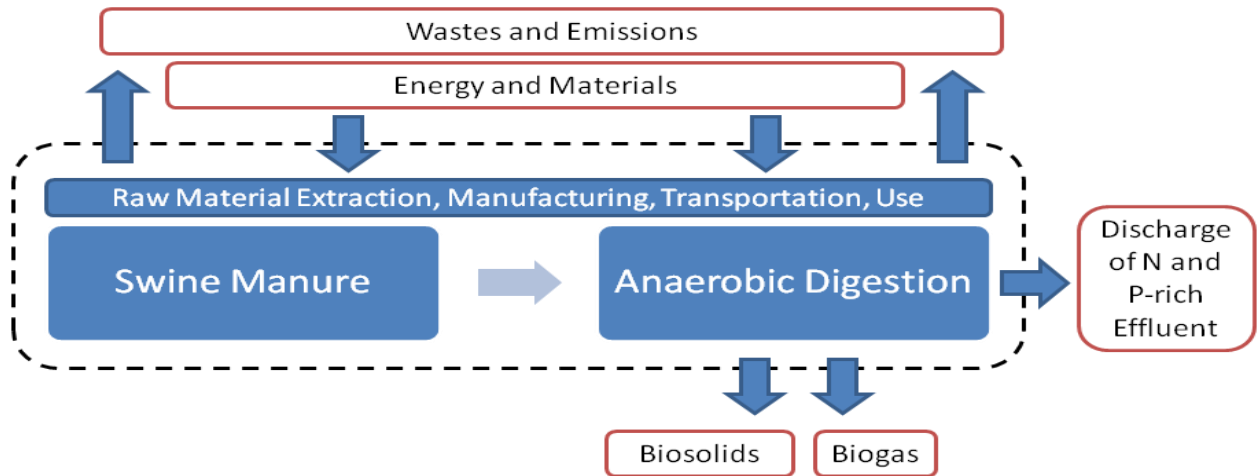 Wastes and Emissions
Energy and Materials
Raw Material Extraction, Manufacturing, Transportation, Use
Swine Manure
Anaerobic Digestion
Discharge
of N and
P-rich
Effluent
Biosolids
Biogas